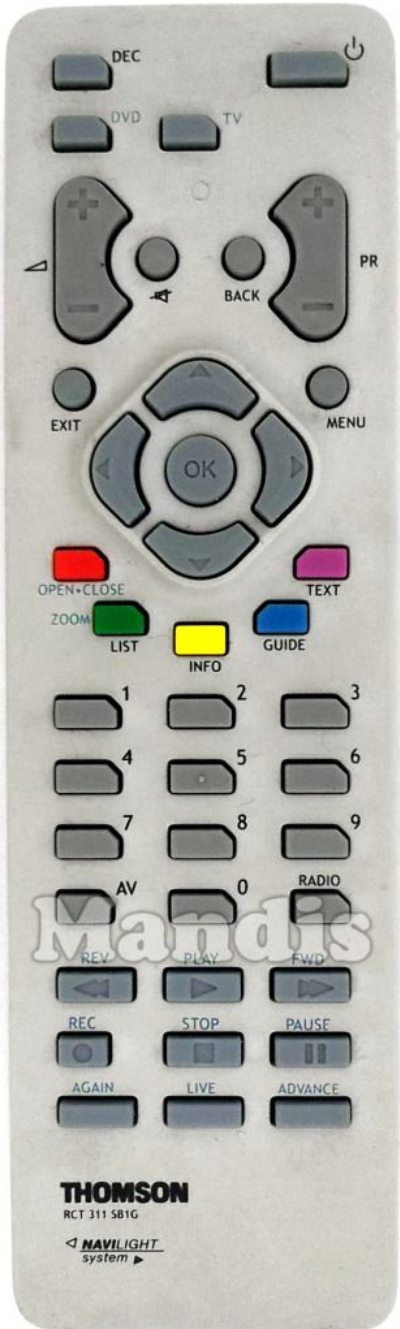 DEC
DVD TV
PR
BACK
EXIT MENU
OK
OPEN•CLOSE TEXT
ZOOM LIST GUIDE
INFO
1 2 3
4 5 6
7 8 9
AV 0 RADIO
Mandis
REV PLAY FWD
REC STOP PAUSE
AGAIN LIVE ADVANCE
THOMSON
RCT 311 SB1G
NAVILIGHT
system